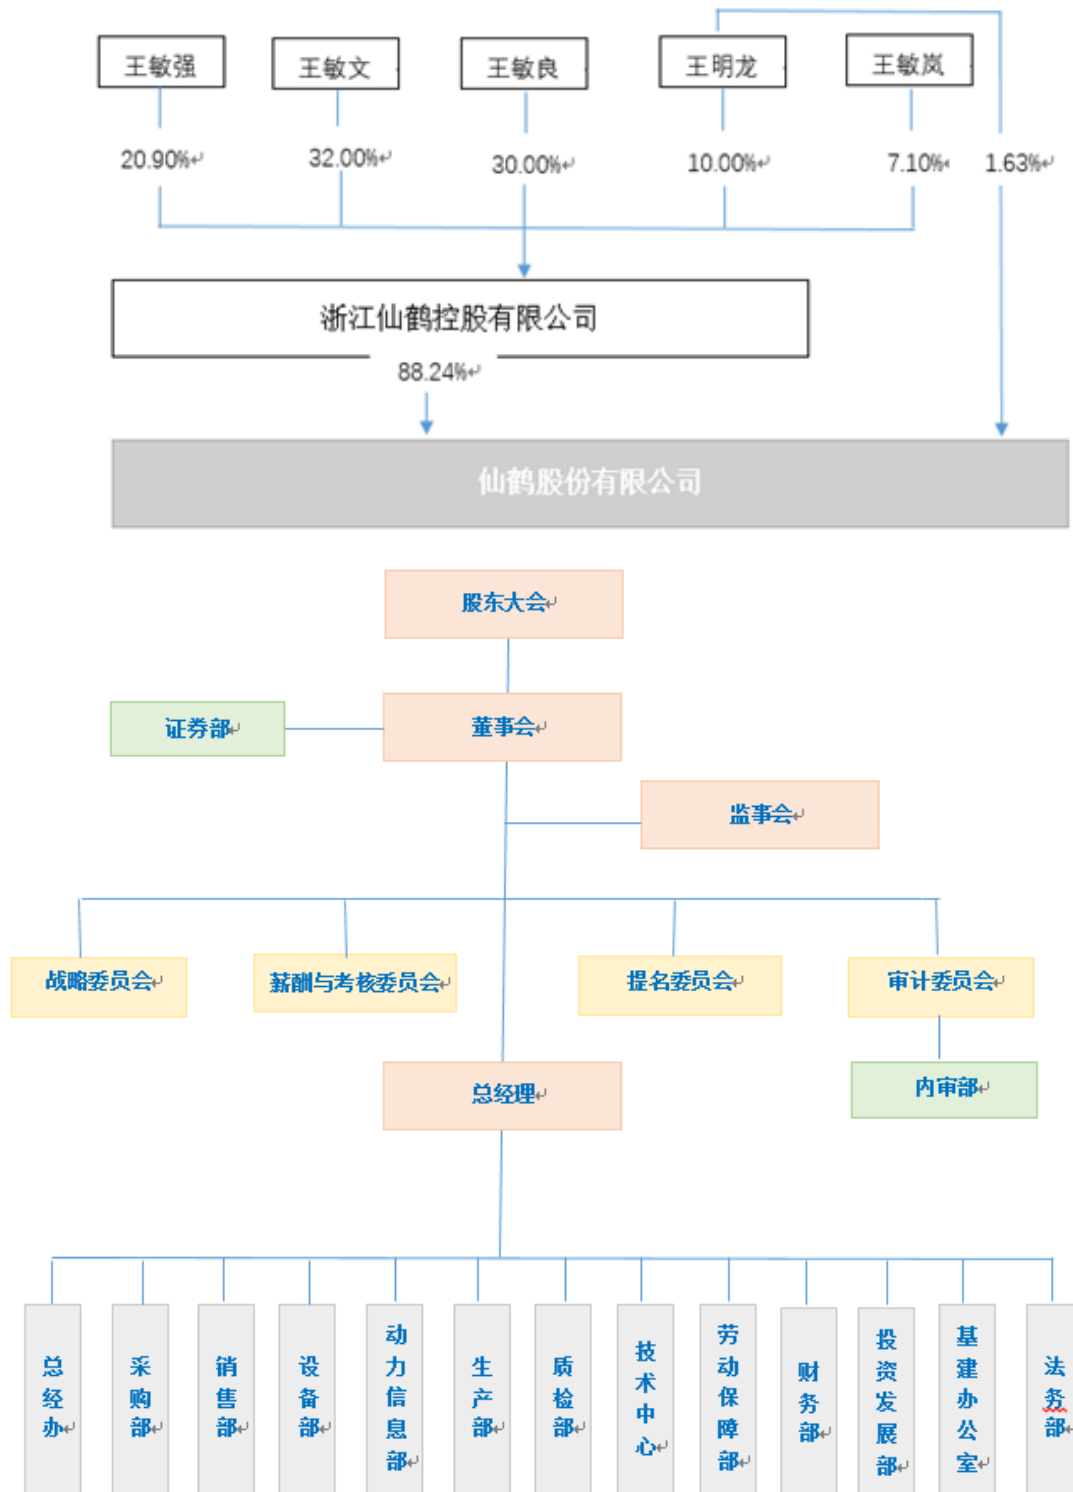 王敏强
王敏文
王敏良
王明龙
王敏岚
20.90%
32.00%
30.00%
10.00%
7.10%
1.63%
浙江仙鹤控股有限公司
88.24%
仙鹤股份有限公司
股东大会
证券部
董事会
监事会
战略委员会
薪酬与考核委员会
提名委员会
审计委员会
总经理
内审部
总经办
采购部
销售部
设备部
动力信息部
生产部
质检部
技术中心
劳动保障部
财务部
投资发展部
基建办公室
法务部